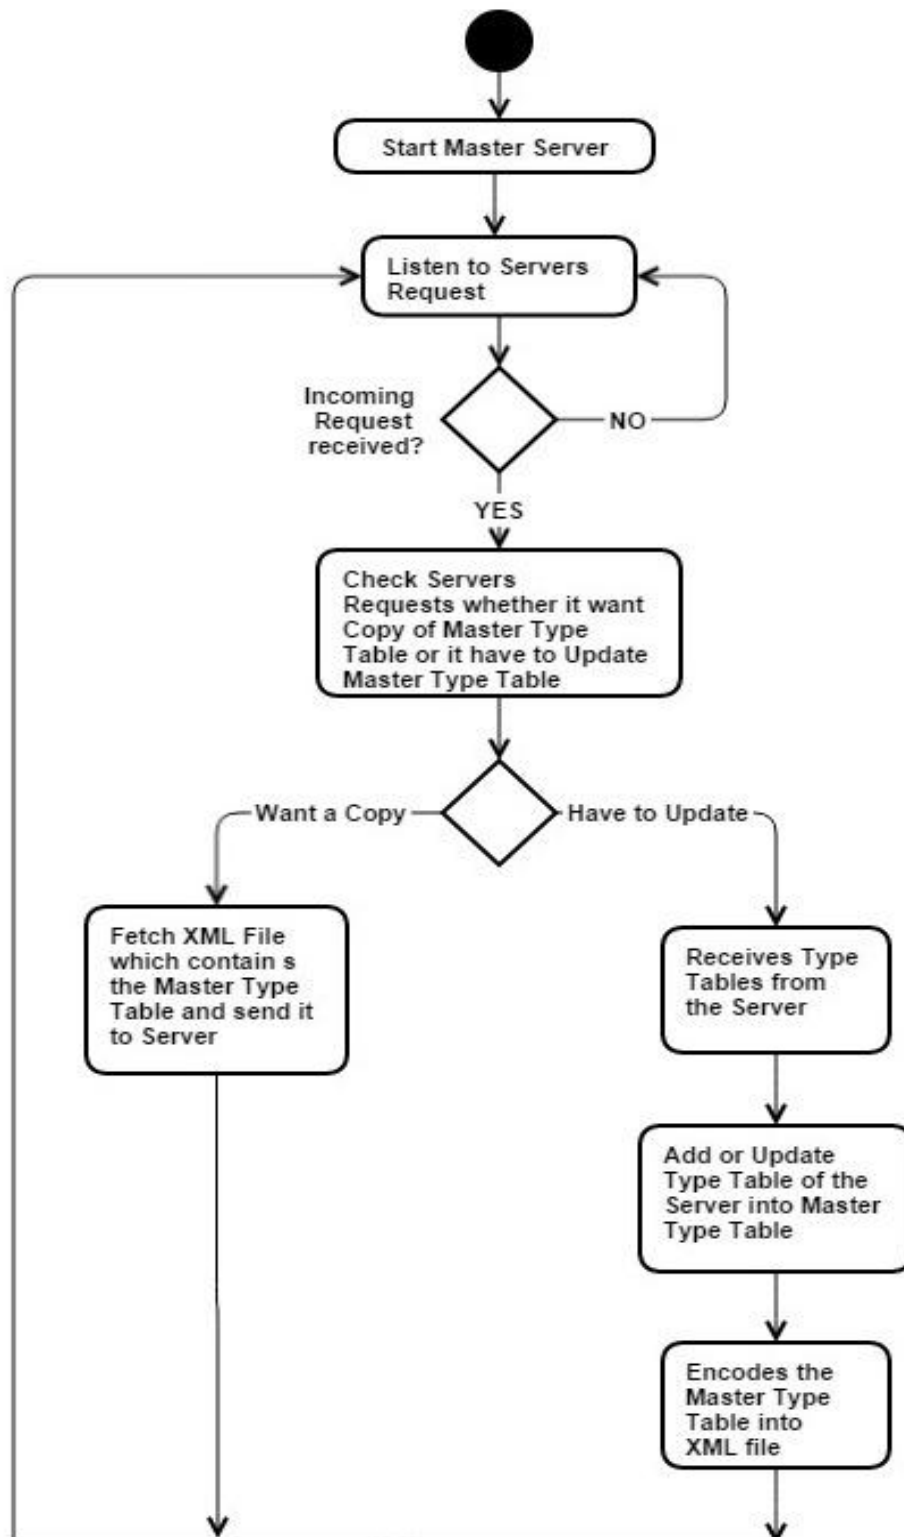 Start Master Server
Listen to Servers
Request
Incoming
Request
received?
NO
YES
Check Servers
Requests whether it want
Copy of Master Type
Table or it have to Update
Master Type Table
Want a Copy
Have to Update
Fetch XML File
which contain s
the Master Type
Table and send it
to Server
Receives Type
Tables from
the Server
Add or Update
Type Table of the
Server into Master
Type Table
Encodes the
Master Type
Table into
XML file